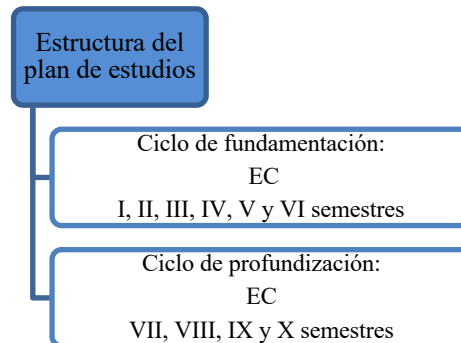 Estructura del
plan de estudios
Ciclo de fundamentación:
EC
I, II, III, IV, V y VI semestres
Ciclo de profundización:
EC
VII, VIII, IX y X semestres